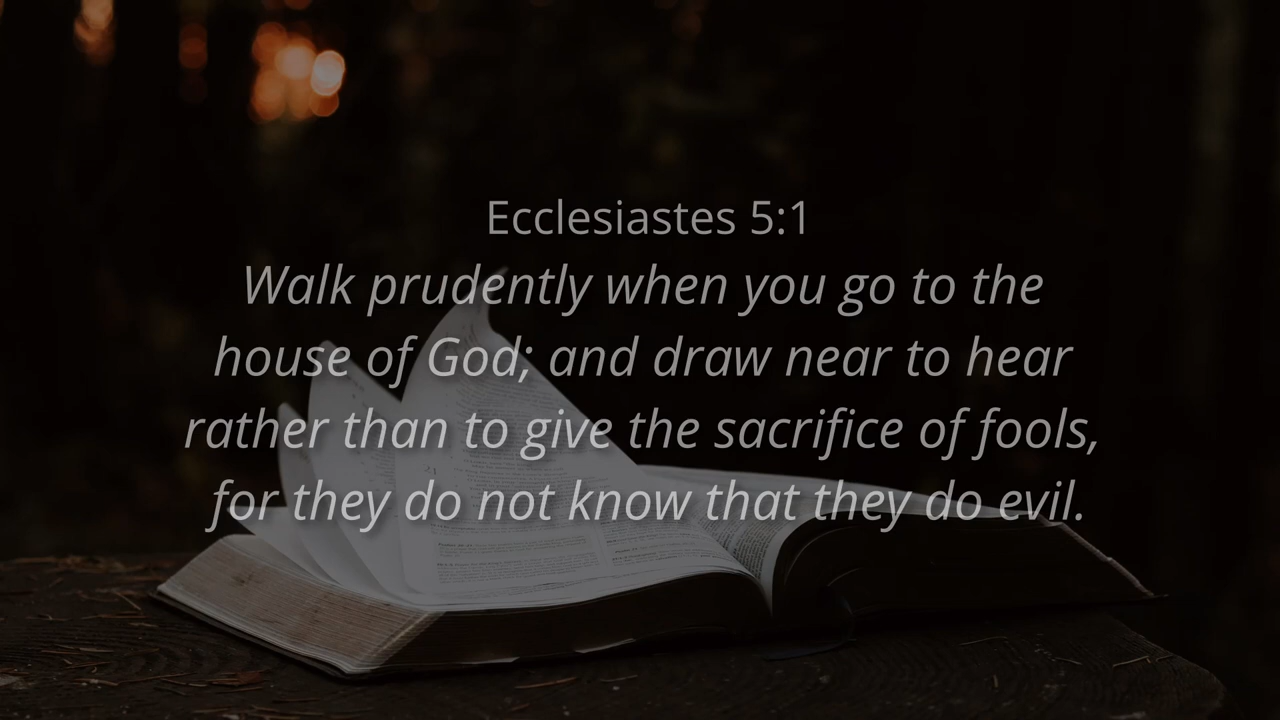 Ecclesiastes 5:1
Walk prudently when you go to the
house of God; and draw near to hear
rather than to give the sacrifice of fools,
for they do not know that they do evil.
21